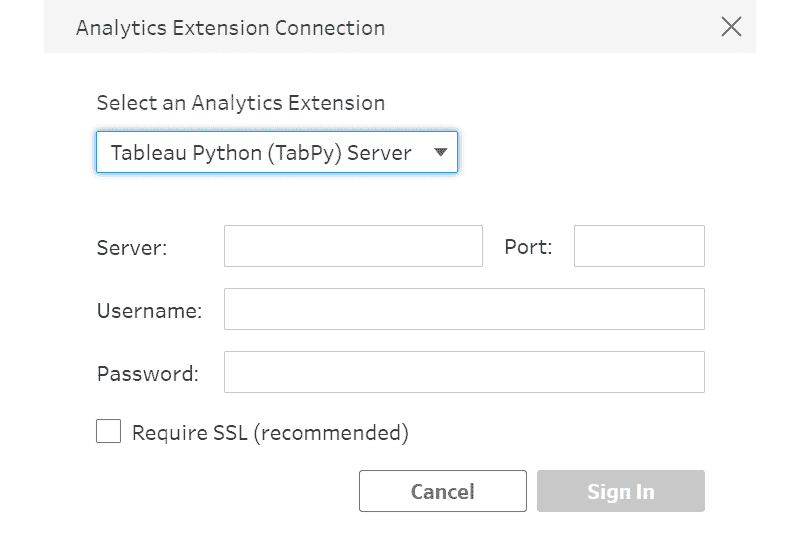 Analytics Extension Connection
Select an Analytics Extension
Tableau Python (TabPy) Server
Server: Port:
Username:
Password:
Require SSL (recommended)
Cancel Sign In